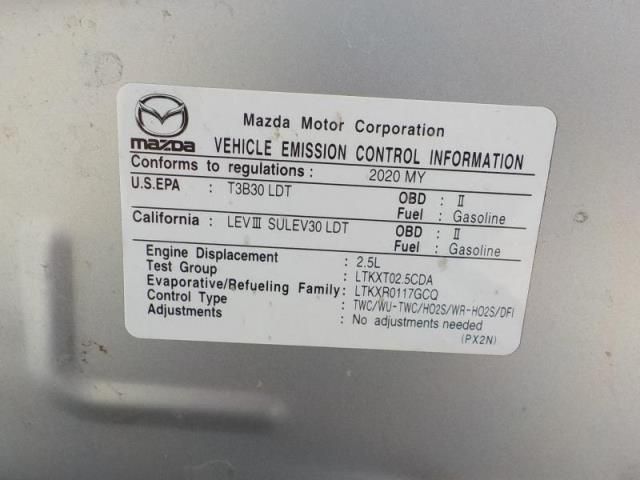 Mazda Motor Corporation
mazda VEHICLE EMISSION CONTROL INFORMATION
Conforms to regulations : 2020 MY
U.S.EPA : T3B30 LDT OBD : II
Fuel : Gasoline
California : LEVIII SULEV30 LDT OBD : II
Fuel : Gasoline
Engine Displacement : 2.5L
Test Group : LTKXT02.5CDA
Evaporative/Refueling Family: LTKXR0117GCQ
Control Type : TWC/WU-TWC/HO2S/WR-HO2S/DFI
Adjustments : No adjustments needed
(PX2N)